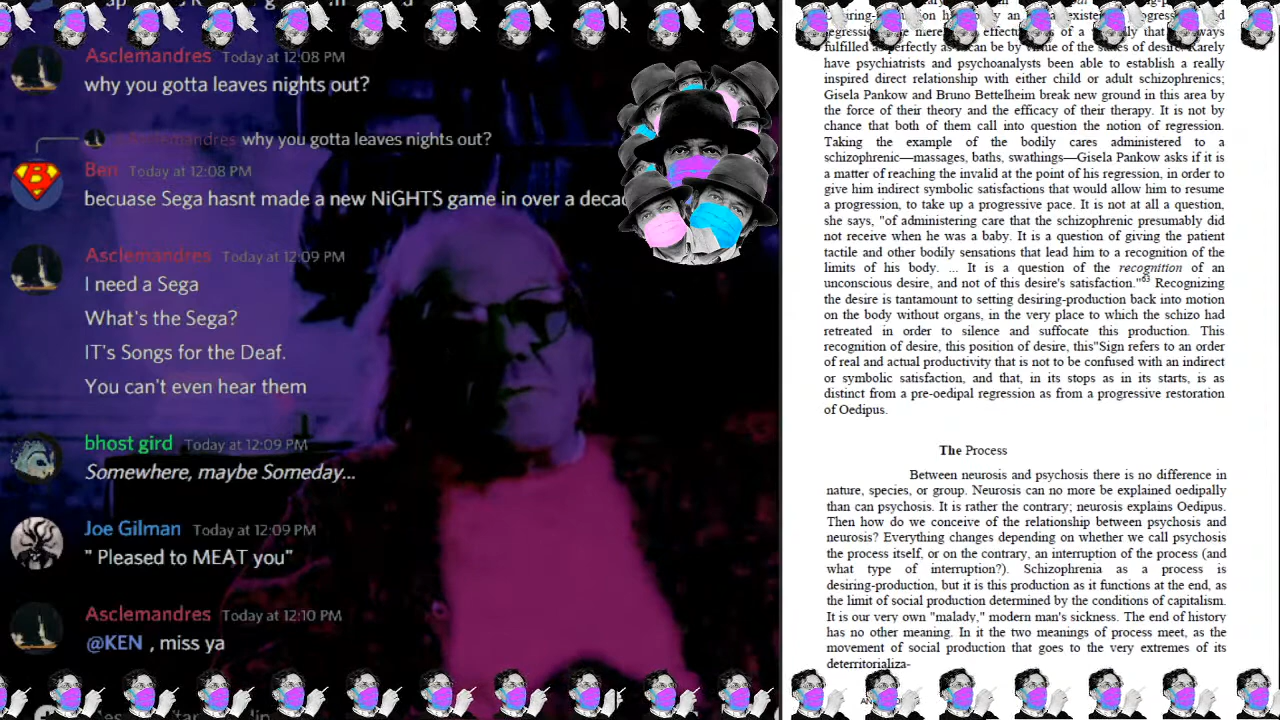 Asclemandres Today at 12:08 PM
why you gotta leaves nights out?
Asclemandres why you gotta leaves nights out?
Ben Today at 12:08 PM
becuase Sega hasnt made a new NiGHTS game in over a decad
Asclemandres Today at 12:09 PM
I need a Sega
What's the Sega?
IT's Songs for the Deaf.
You can't even hear them
bhost gird Today at 12:09 PM
Somewhere, maybe Someday...
Joe Gilman Today at 12:09 PM
" Pleased to MEAT you"
Asclemandres Today at 12:10 PM
@KEN , miss ya
fulfilled as perfectly as can be by virtue of the states of desire. Rarely
have psychiatrists and psychoanalysts been able to establish a really
inspired direct relationship with either child or adult schizophrenics;
Gisela Pankow and Bruno Bettelheim break new ground in this area by
the force of their theory and the efficacy of their therapy. It is not by
chance that both of them call into question the notion of regression.
Taking the example of the bodily cares administered to a
schizophrenic—massages, baths, swathings—Gisela Pankow asks if it is
a matter of reaching the invalid at the point of his regression, in order to
give him indirect symbolic satisfactions that would allow him to resume
a progression, to take up a progressive pace. It is not at all a question,
she says, "of administering care that the schizophrenic presumably did
not receive when he was a baby. It is a question of giving the patient
tactile and other bodily sensations that lead him to a recognition of the
limits of his body. ... It is a question of the recognition of an
unconscious desire, and not of this desire's satisfaction."63 Recognizing
the desire is tantamount to setting desiring-production back into motion
on the body without organs, in the very place to which the schizo had
retreated in order to silence and suffocate this production. This
recognition of desire, this position of desire, this"Sign refers to an order
of real and actual productivity that is not to be confused with an indirect
or symbolic satisfaction, and that, in its stops as in its starts, is as
distinct from a pre-oedipal regression as from a progressive restoration
of Oedipus.
The Process
Between neurosis and psychosis there is no difference in
nature, species, or group. Neurosis can no more be explained oedipally
than can psychosis. It is rather the contrary; neurosis explains Oedipus.
Then how do we conceive of the relationship between psychosis and
neurosis? Everything changes depending on whether we call psychosis
the process itself, or on the contrary, an interruption of the process (and
what type of interruption?). Schizophrenia as a process is
desiring-production, but it is this production as it functions at the end, as
the limit of social production determined by the conditions of capitalism.
It is our very own "malady," modern man's sickness. The end of history
has no other meaning. In it the two meanings of process meet, as the
movement of social production that goes to the very extremes of its
deterritorializa-